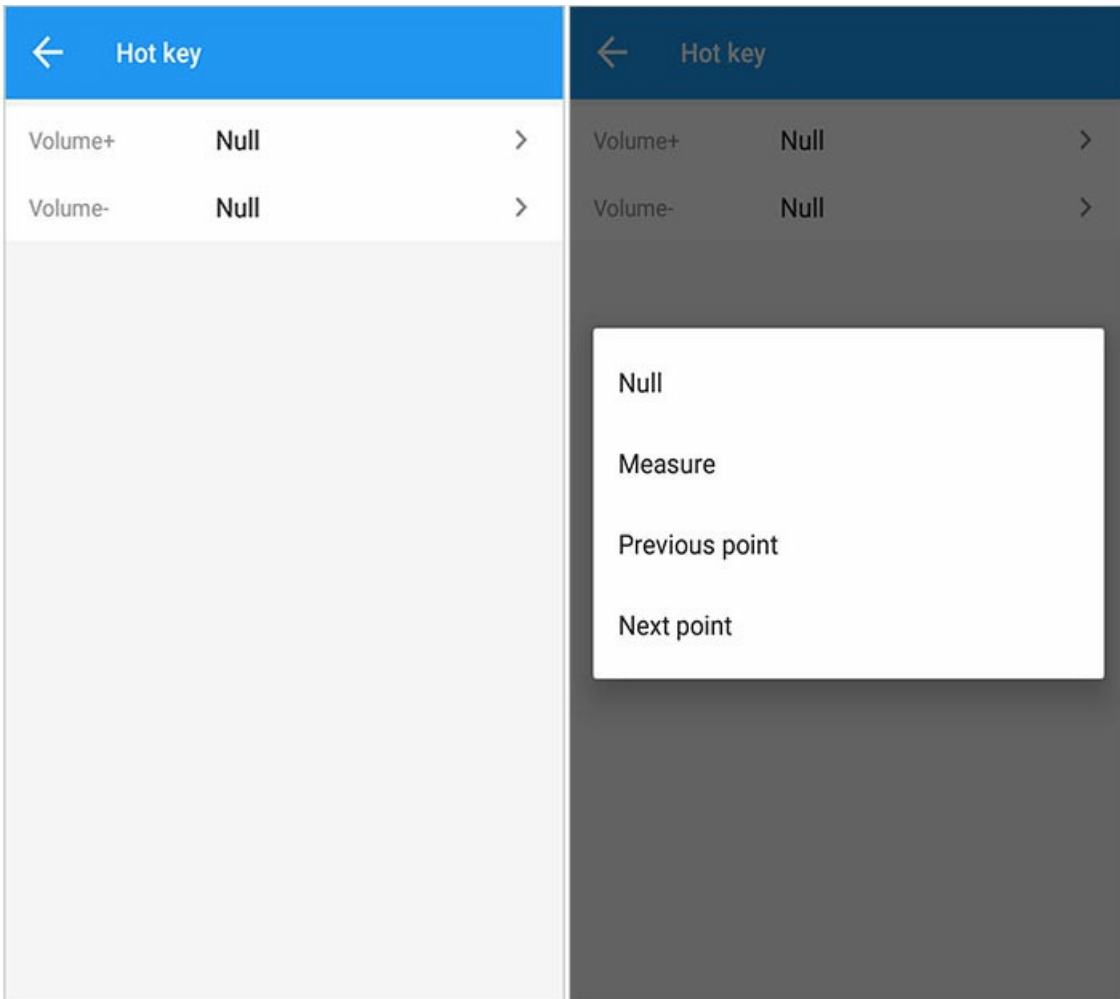 Hot key
Volume+ Null
Volume- Null
Hot key
Volume+ Null
Volume- Null
Null
Measure
Previous point
Next point